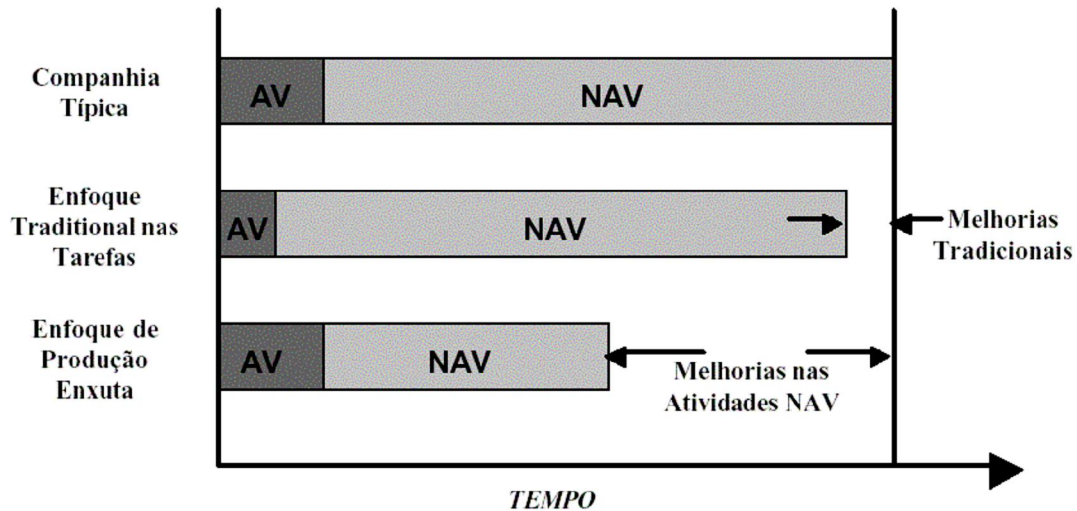 Companhia
Típica
AV
NAV
Enfoque
Traditional nas
Tarefas
AV
NAV
Melhorias
Tradicionais
Enfoque de
Produção
Enxuta
AV
NAV
Melhorias nas
Atividades NAV
TEMPO